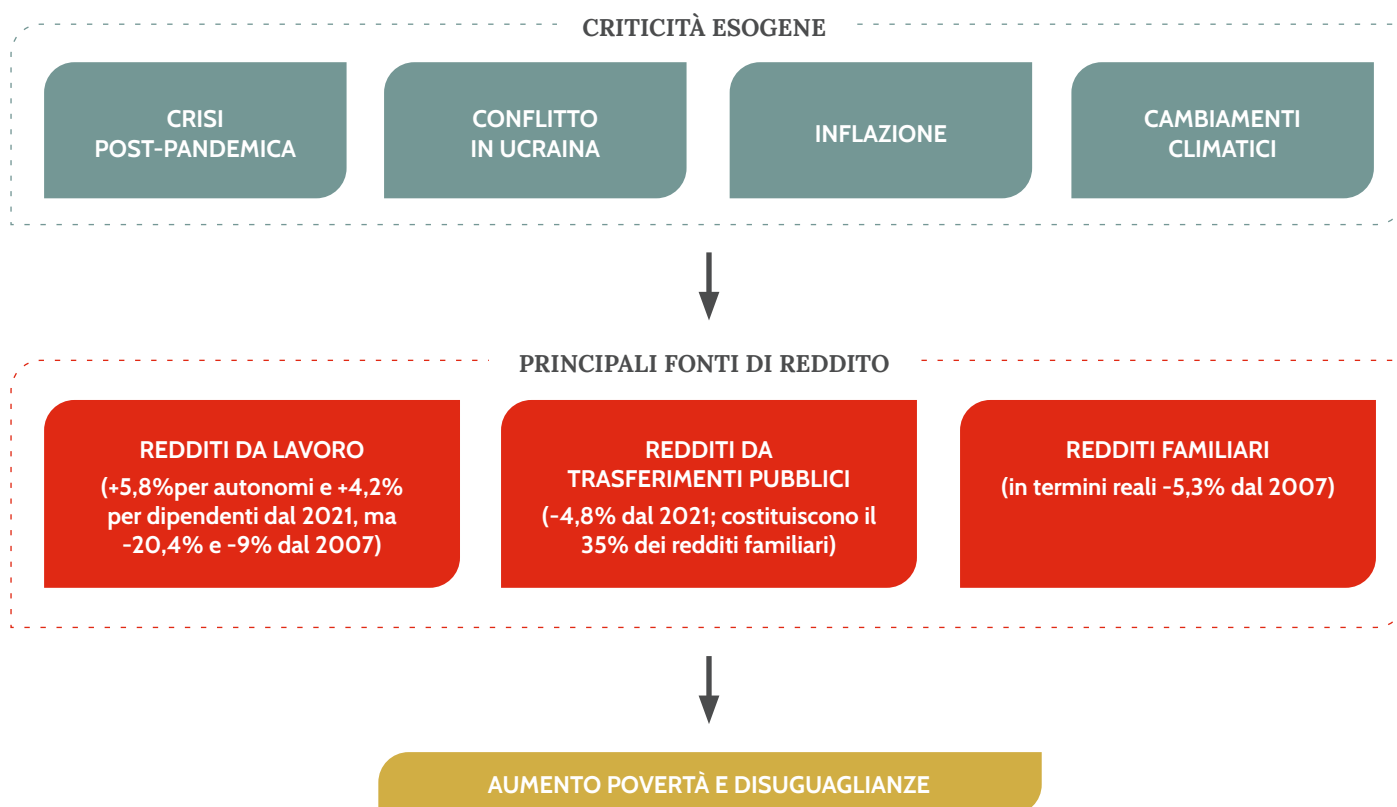 CRITICITÀ ESOGENE
CRISI
POST-PANDEMICA
CONFLITTO
IN UCRAINA
INFLAZIONE
CAMBIAMENTI
CLIMATICI
PRINCIPALI FONTI DI REDDITO
REDDITI DA LAVORO
(+5,8%per autonomi e +4,2%
per dipendenti dal 2021, ma
-20,4% e -9% dal 2007)
REDDITI DA
TRASFERIMENTI PUBBLICI
(-4,8% dal 2021; costituiscono il
35% dei redditi familiari)
REDDITI FAMILIARI
(in termini reali -5,3% dal 2007)
AUMENTO POVERTÀ E DISUGUAGLIANZE